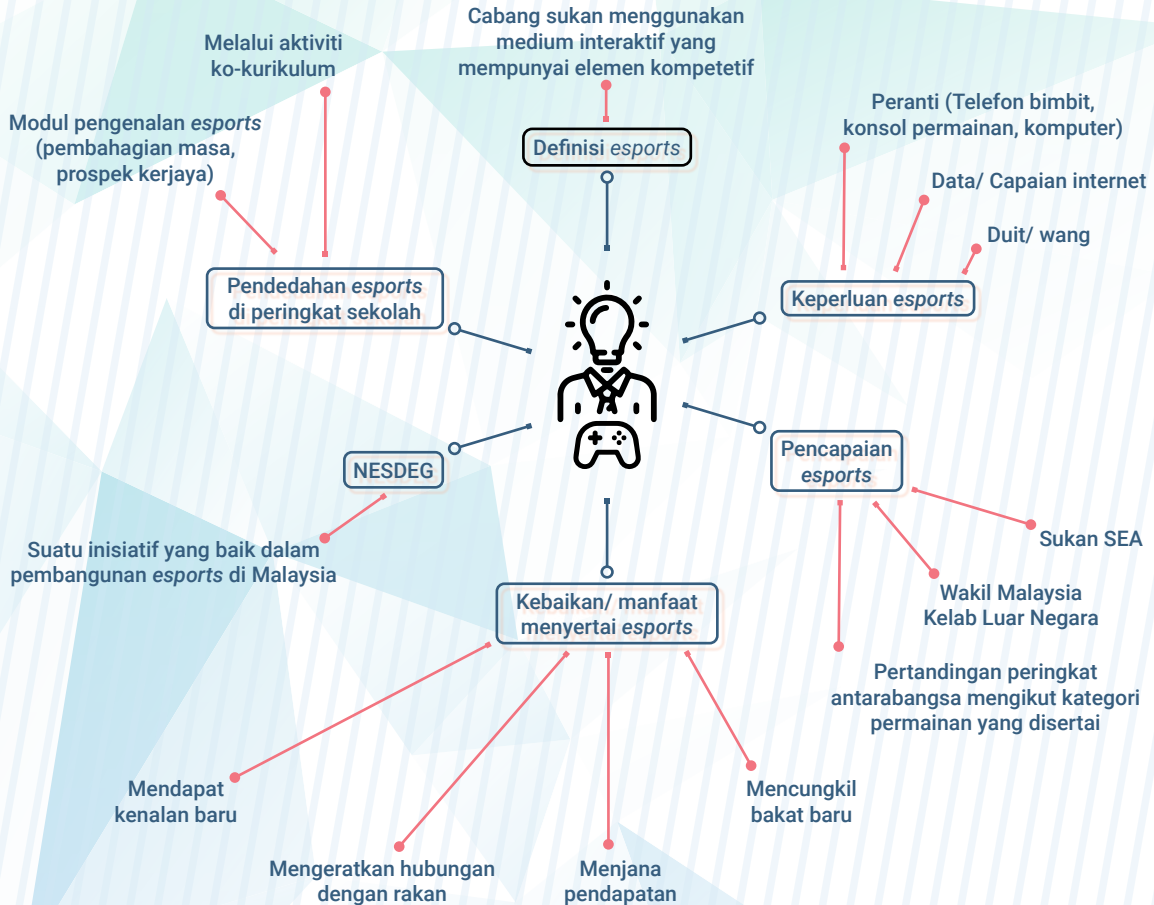 Cabang sukan menggunakan
medium interaktif yang
mempunyai elemen kompetetif
Definisi esports
Melalui aktiviti
ko-kurikulum
Modul pengenalan esports
(pembahagian masa,
prospek kerjaya)
Pendedahan esports
di peringkat sekolah
Peranti (Telefon bimbit,
konsol permainan, komputer)
Data/ Capaian internet
Duit/ wang
Keperluan esports
NESDEG
Suatu inisiatif yang baik dalam
pembangunan esports di Malaysia
Pencapaian
esports
Sukan SEA
Wakil Malaysia
Kelab Luar Negara
Pertandingan peringkat
antarabangsa mengikut kategori
permainan yang disertai
Kebaikan/ manfaat
menyertai esports
Mendapat
kenalan baru
Mengeratkan hubungan
dengan rakan
Menjana
pendapatan
Mencungkil
bakat baru